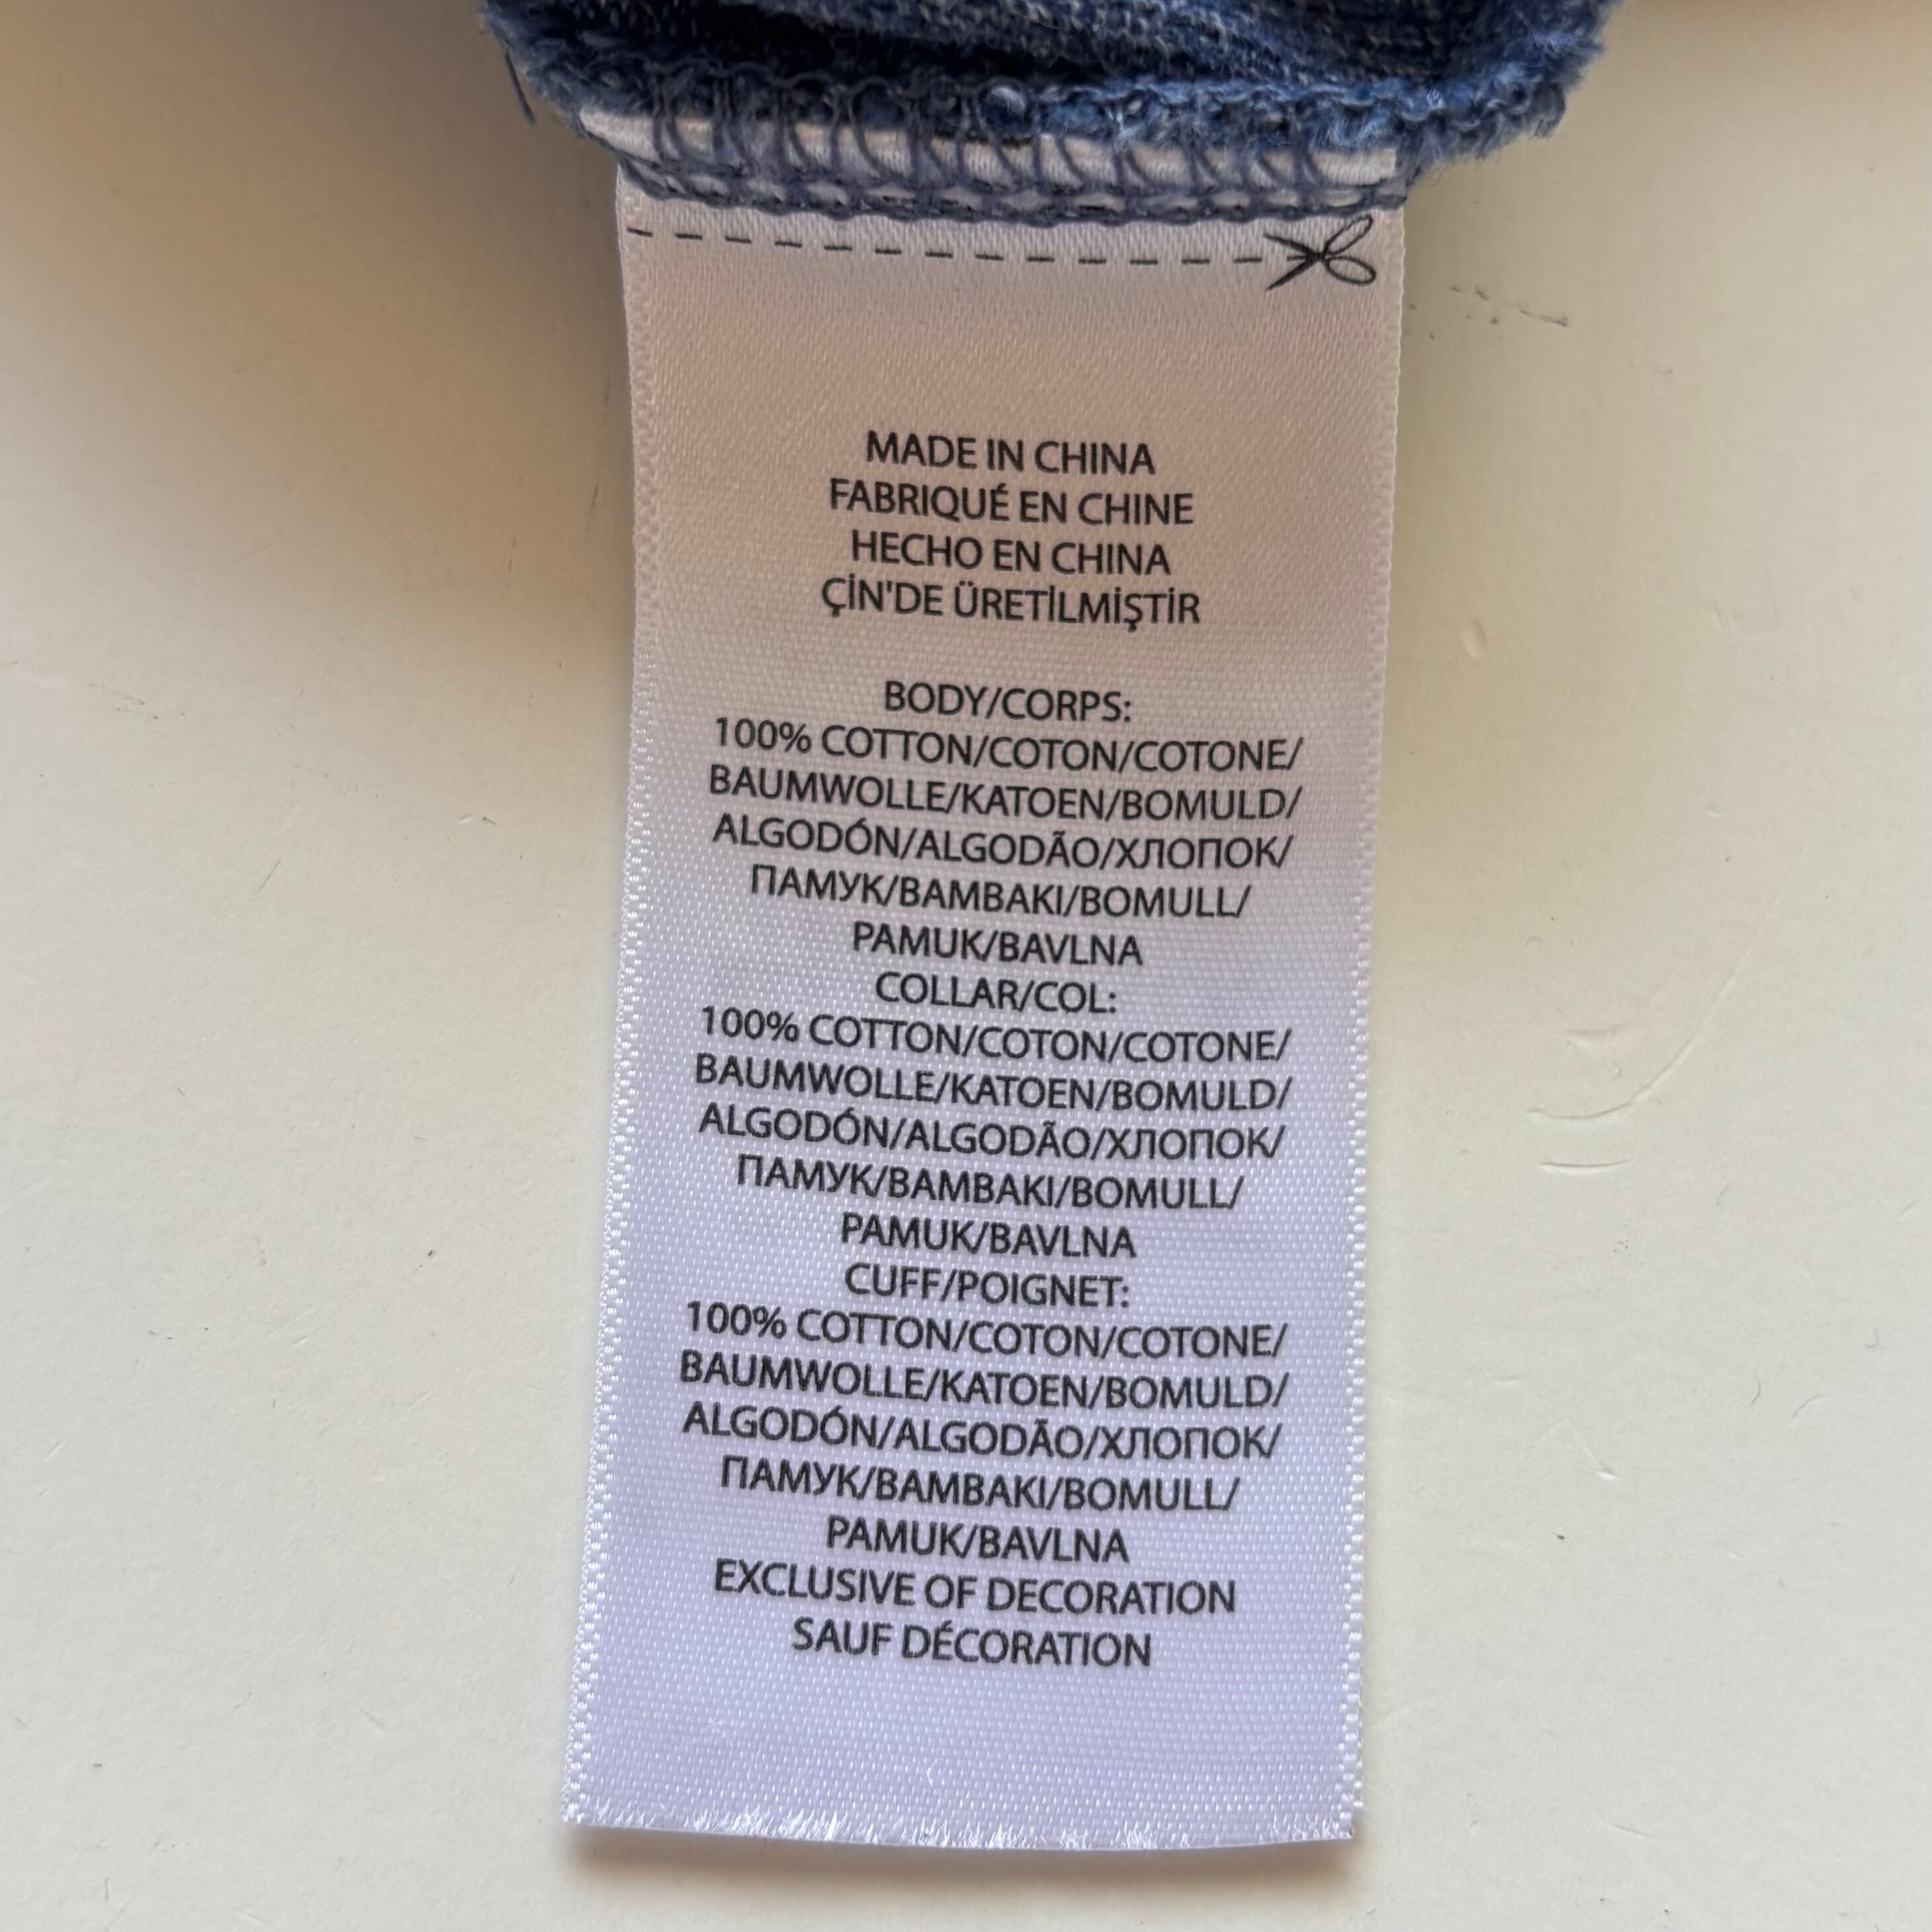 MADE IN CHINA
FABRIQUÉ EN CHINE
HECHO EN CHINA
ÇİN'DE ÜRETİLMİŞTİR
BODY/CORPS:
100% COTTON/COTON/COTONE/
BAUMWOLLE/KATOEN/BOMULD/
ALGODÓN/ALGODÃO/ХЛОПОК/
ПАМУК/BAMBAKI/BOMULL/
PAMUK/BAVLNA
COLLAR/COL:
100% COTTON/COTON/COTONE/
BAUMWOLLE/KATOEN/BOMULD/
ALGODÓN/ALGODÃO/ХЛОПОК/
ПАМУК/BAMBAKI/BOMULL/
PAMUK/BAVLNA
CUFF/POIGNET:
100% COTTON/COTON/COTONE/
BAUMWOLLE/KATOEN/BOMULD/
ALGODÓN/ALGODÃO/ХЛОПОК/
ПАМУК/BAMBAKI/BOMULL/
PAMUK/BAVLNA
EXCLUSIVE OF DECORATION
SAUF DÉCORATION